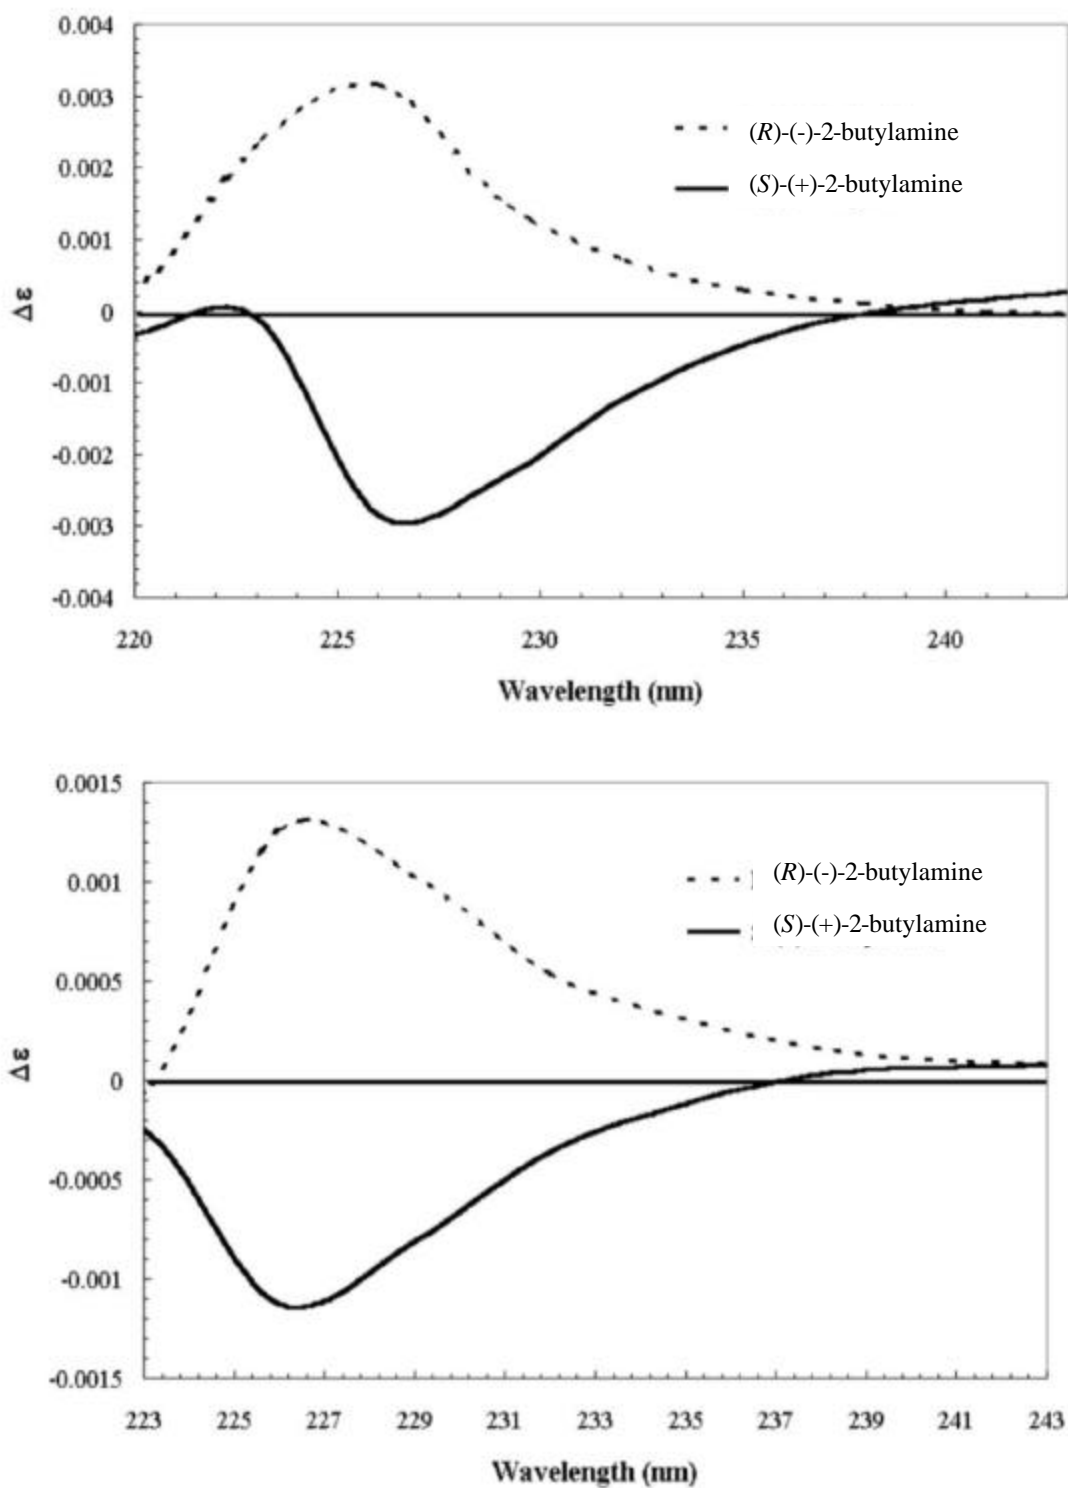 0.004
0.003
0.002
0.001
0
-0.001
-0.002
-0.003
-0.004
Δε
(R)-(-)-2-butylamine
(S)-(+)-2-butylamine
220 225 230 235 240
Wavelength (nm)
0.0015
0.001
0.0005
0
-0.0005
-0.001
-0.0015
Δε
(R)-(-)-2-butylamine
(S)-(+)-2-butylamine
223 225 227 229 231 233 235 237 239 241 243
Wavelength (nm)